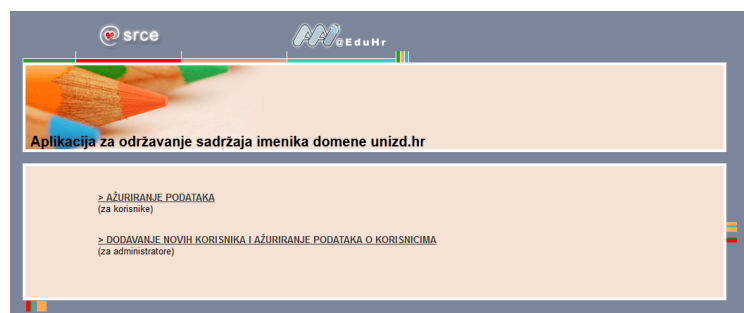 srce
AAI@EduHr
Aplikacija za održavanje sadržaja imenika domene unizd.hr
> AŽURIRANJE PODATAKA
(za korisnike)
> DODAVANJE NOVIH KORISNIKA I AŽURIRANJE PODATAKA O KORISNICIMA
(za administratore)